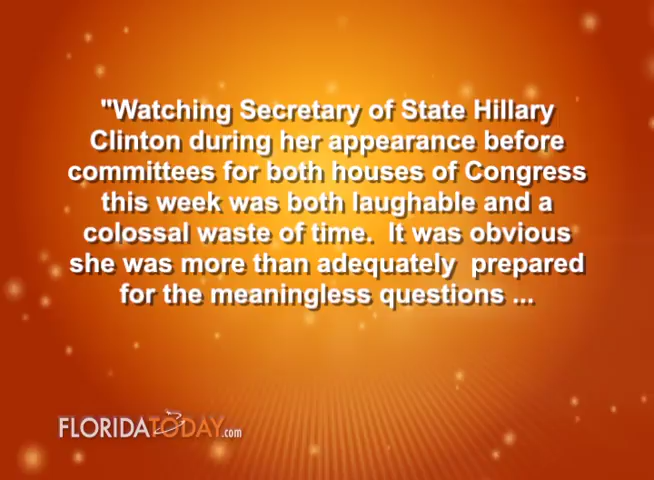 "Watching Secretary of State Hillary
Clinton during her appearance before
committees for both houses of Congress
this week was both laughable and a
colossal waste of time. It was obvious
she was more than adequately prepared
for the meaningless questions ...
FLORIDATODAY.com